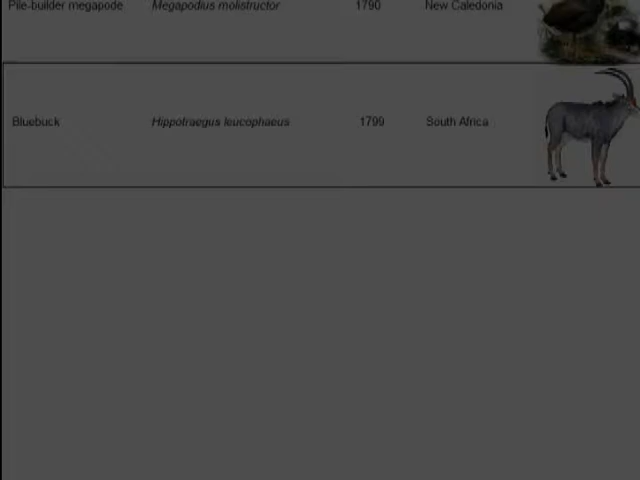 Pile-builder megapode Megapodius molistructor 1790 New Caledonia
Bluebuck Hippotraegus leucophaeus 1799 South Africa